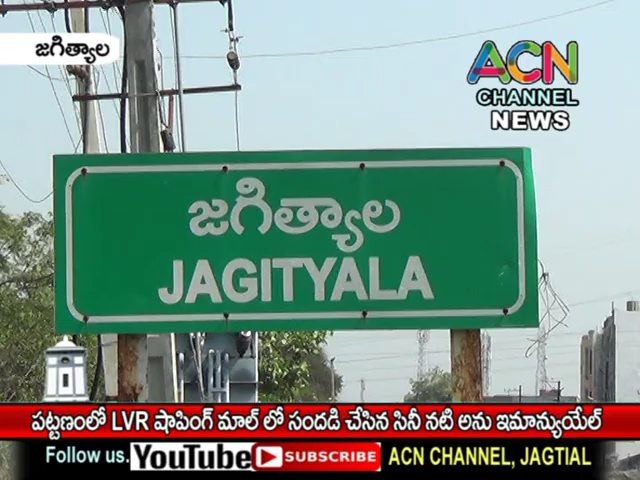 జగిత్యాల
ACN
CHANNEL
NEWS
జగిత్యాల
JAGITYALA
పట్టణంలో LVR షాపింగ్ మాల్ లో సందడి చేసిన సినీ నటి అను ఇమాన్యుయేల్
Follow us. YouTube SUBSCRIBE ACN CHANNEL, JAGTIAL